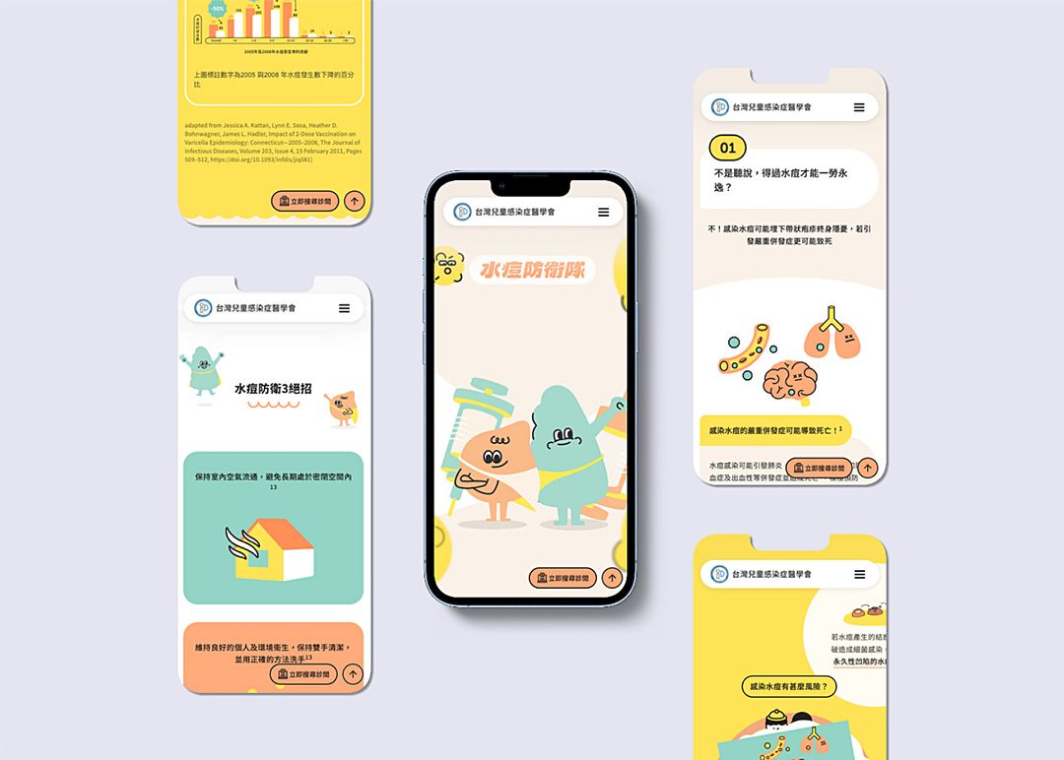 -50%
2005年及2008年水痘發生率的改變
上圖標註數字為2005 與2008 年水痘發生數下降的百分
比
adapted from Jessica A. Kattan, Lynn E. Sosa, Heather D.
Bohnwagner, James L. Hadler, Impact of 2-Dose Vaccination on
Varicella Epidemiology: Connecticut—2005–2008, The Journal of
Infectious Diseases, Volume 203, Issue 4, 15 February 2011, Pages
509–512, https://doi.org/10.1093/infdis/jiq081)
立即搜尋診間
台灣兒童感染症醫學會
水痘防衛3絕招
保持室內空氣流通，避免長期處於密閉空間內
13
維持良好的個人及環境衛生，保持雙手清潔，
並用正確的方法洗手13
立即搜尋診間
台灣兒童感染症醫學會
水痘防衛隊
立即搜尋診間
台灣兒童感染症醫學會
01
不是聽說，得過水痘才能一勞永
逸？
不！感染水痘可能埋下帶狀疱疹終身隱憂，若引
發嚴重併發症更可能致死
感染水痘的嚴重併發症可能導致死亡！1
水痘感染可能引發肺炎
立即搜尋診間
血症及出血性等併發症並造成死亡
台灣兒童感染症醫學會
若水痘產生的結
破造成細菌感染
永久性凹陷的水
感染水痘有甚麼風險？